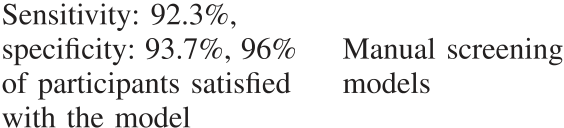 Sensitivity: 92.3%,
specificity: 93.7%, 96%
of participants satisfied
with the model
Manual screening
models